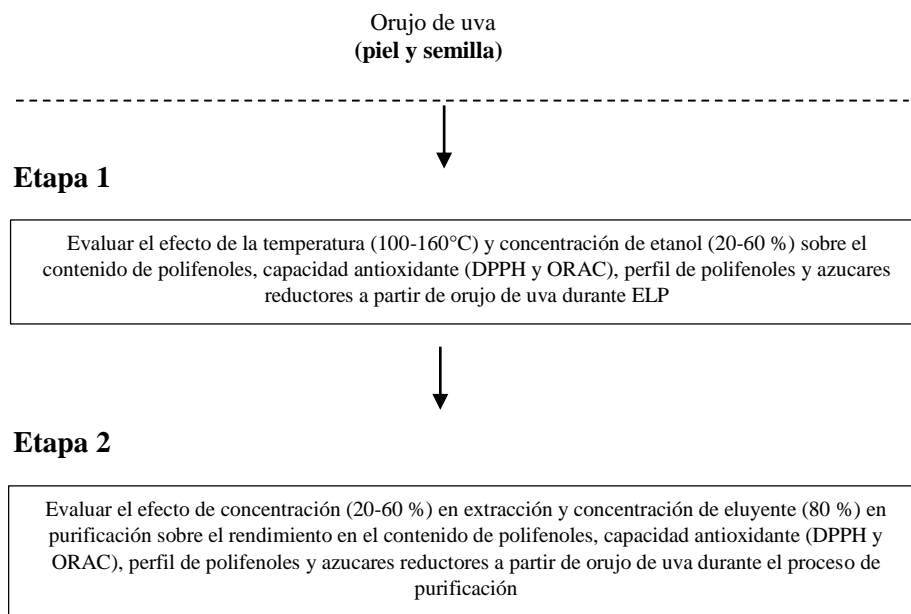 Orujo de uva
(piel y semilla)
Etapa 1
Evaluar el efecto de la temperatura (100-160°C) y concentración de etanol (20-60 %) sobre el
contenido de polifenoles, capacidad antioxidante (DPPH y ORAC), perfil de polifenoles y azucares
reductores a partir de orujo de uva durante ELP
Etapa 2
Evaluar el efecto de concentración (20-60 %) en extracción y concentración de eluyente (80 %) en
purificación sobre el rendimiento en el contenido de polifenoles, capacidad antioxidante (DPPH y
ORAC), perfil de polifenoles y azucares reductores a partir de orujo de uva durante el proceso de
purificación